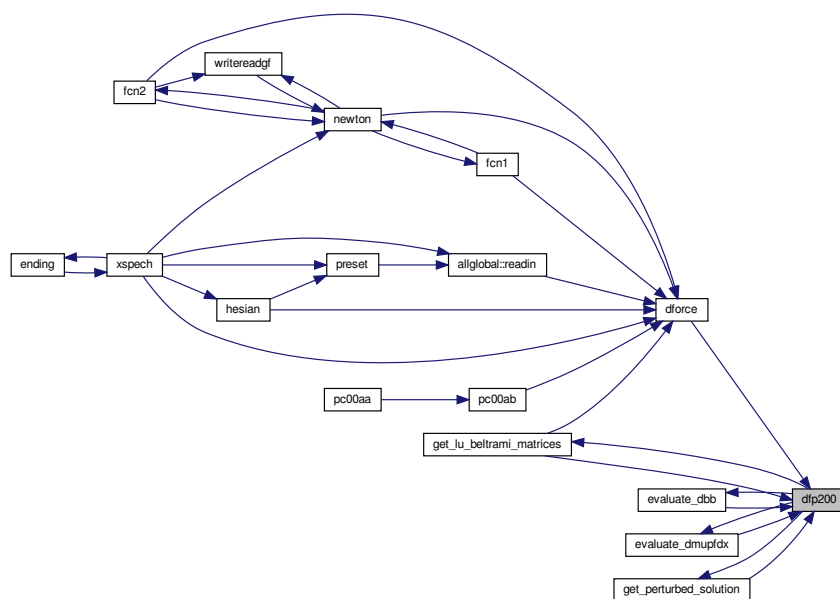 writereadgf
fcn2
newton
fcn1
ending
xspech
preset
allglobal::readin
hesian
dforce
pc00aa
pc00ab
get_lu_beltrami_matrices
evaluate_dbb
dfp200
evaluate_dmupfdx
get_perturbed_solution